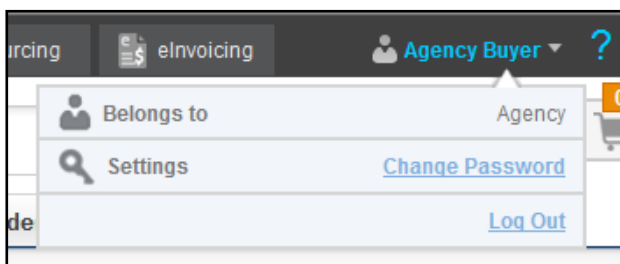 urcing eInvoicing Agency Buyer ?
Belongs to Agency
Settings Change Password
Log Out
de